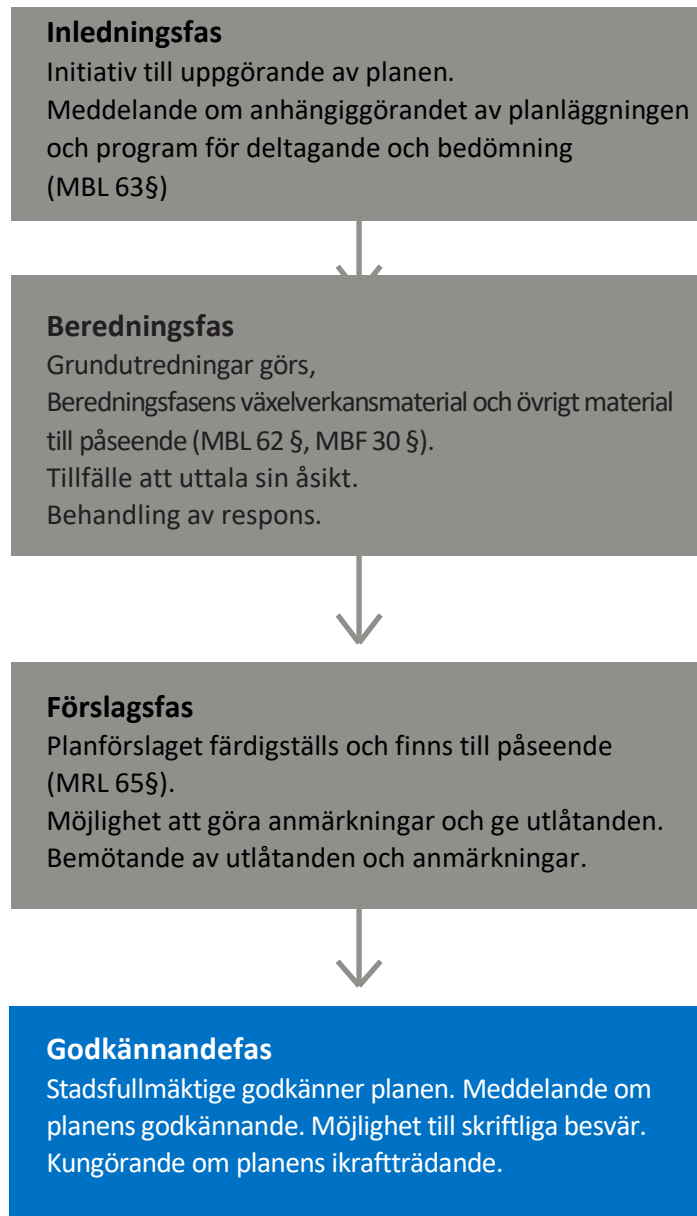 Inledningsfas
Initiativ till uppgörande av planen.
Meddelande om anhängiggörandet av planläggningen
och program för deltagande och bedömning
(MBL 63§)
Beredningsfas
Grundutredningar görs,
Beredningsfasens växelverkansmaterial och övrigt material
till påseende (MBL 62 §, MBF 30 §).
Tillfälle att uttala sin åsikt.
Behandling av respons.
Förslagsfas
Planförslaget färdigställs och finns till påseende
(MRL 65§).
Möjlighet att göra anmärkningar och ge utlåtanden.
Bemötande av utlåtanden och anmärkningar.
Godkännandefas
Stadsfullmäktige godkänner planen. Meddelande om
planens godkännande. Möjlighet till skriftliga besvär.
Kungörande om planens ikraftträdande.